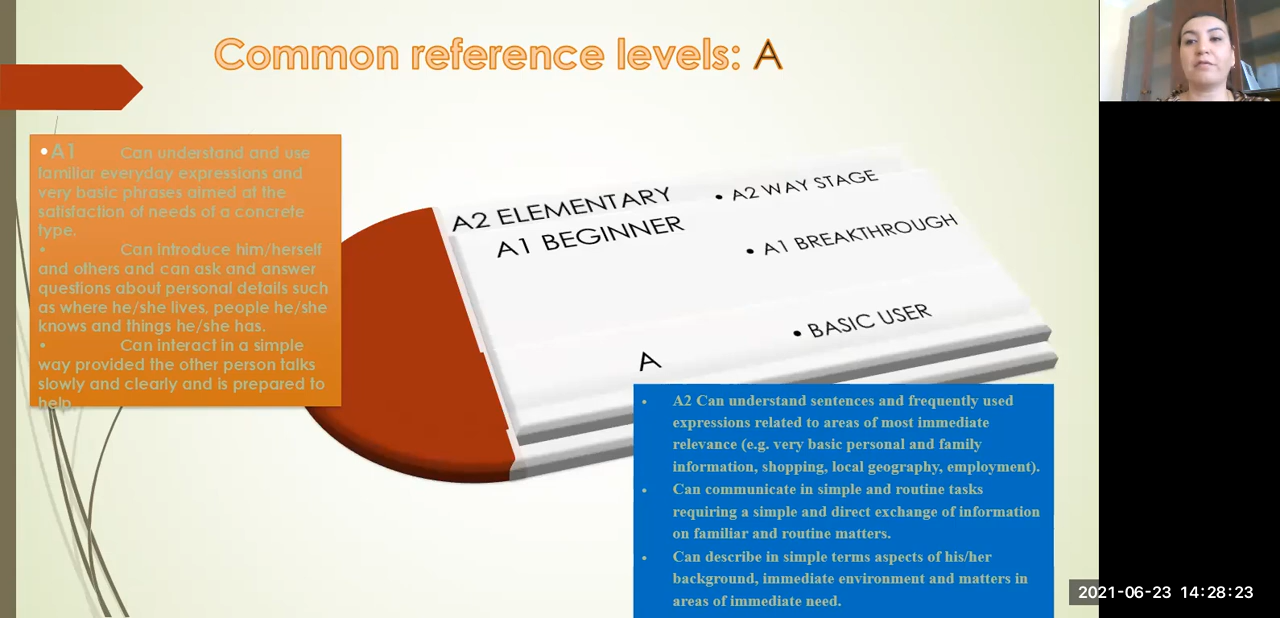 Common reference levels: A
•A1 Can understand and use
familiar everyday expressions and
very basic phrases aimed at the
satisfaction of needs of a concrete
type.
• Can introduce him/herself
and others and can ask and answer
questions about personal details such
as where he/she lives, people he/she
knows and things he/she has.
• Can interact in a simple
way provided the other person talks
slowly and clearly and is prepared to
help.
A2 ELEMENTARY
A1 BEGINNER
A
• A2 WAY STAGE
• A1 BREAKTHROUGH
• BASIC USER
• A2 Can understand sentences and frequently used
expressions related to areas of most immediate
relevance (e.g. very basic personal and family
information, shopping, local geography, employment).
• Can communicate in simple and routine tasks
requiring a simple and direct exchange of information
on familiar and routine matters.
• Can describe in simple terms aspects of his/her
background, immediate environment and matters in
areas of immediate need.
2021-06-23 14:28:23